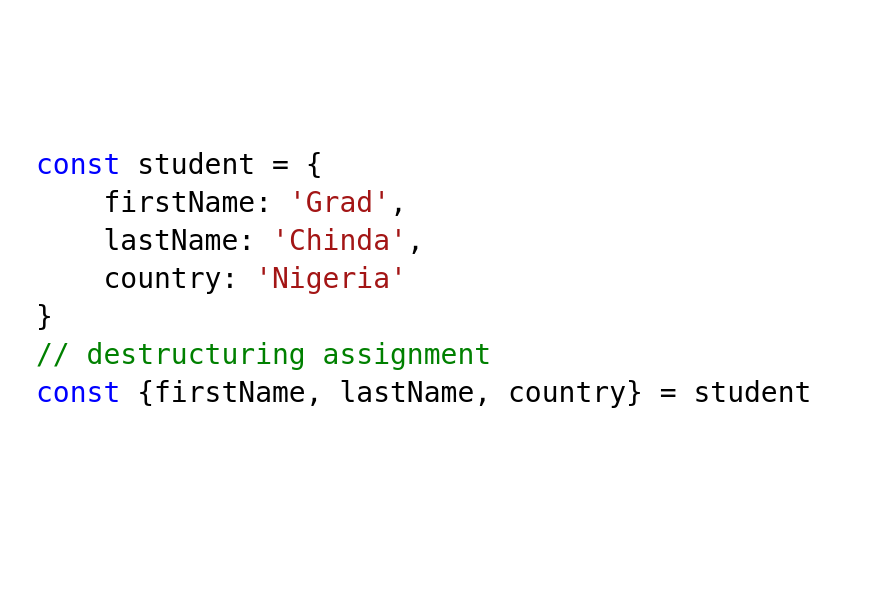 const student = {
    firstName: 'Grad',
    lastName: 'Chinda',
    country: 'Nigeria'
}
// destructuring assignment
const {firstName, lastName, country} = student